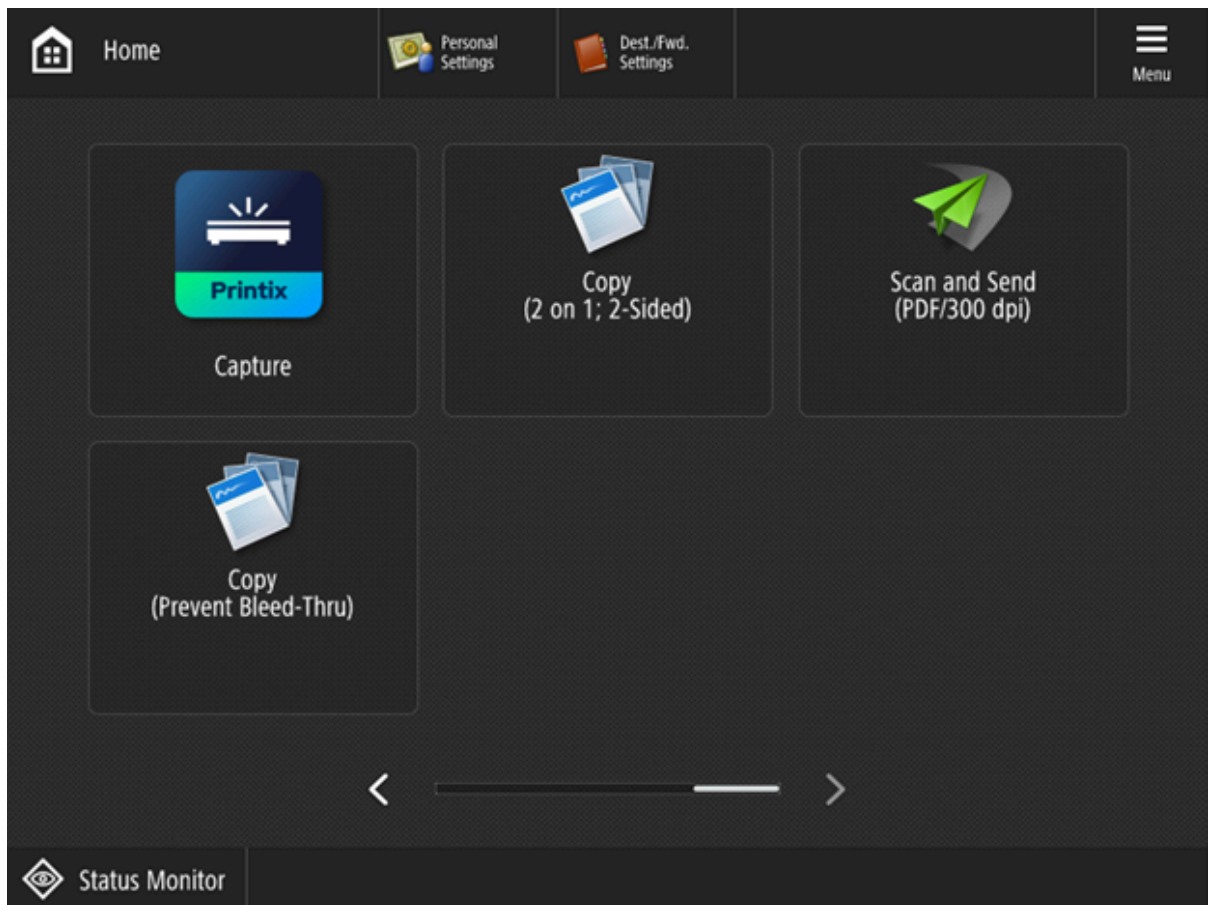 Home
Personal
Settings
Dest./Fwd.
Settings
Menu
Printix
Capture
Copy
(2 on 1; 2-Sided)
Scan and Send
(PDF/300 dpi)
Copy
(Prevent Bleed-Thru)
Status Monitor